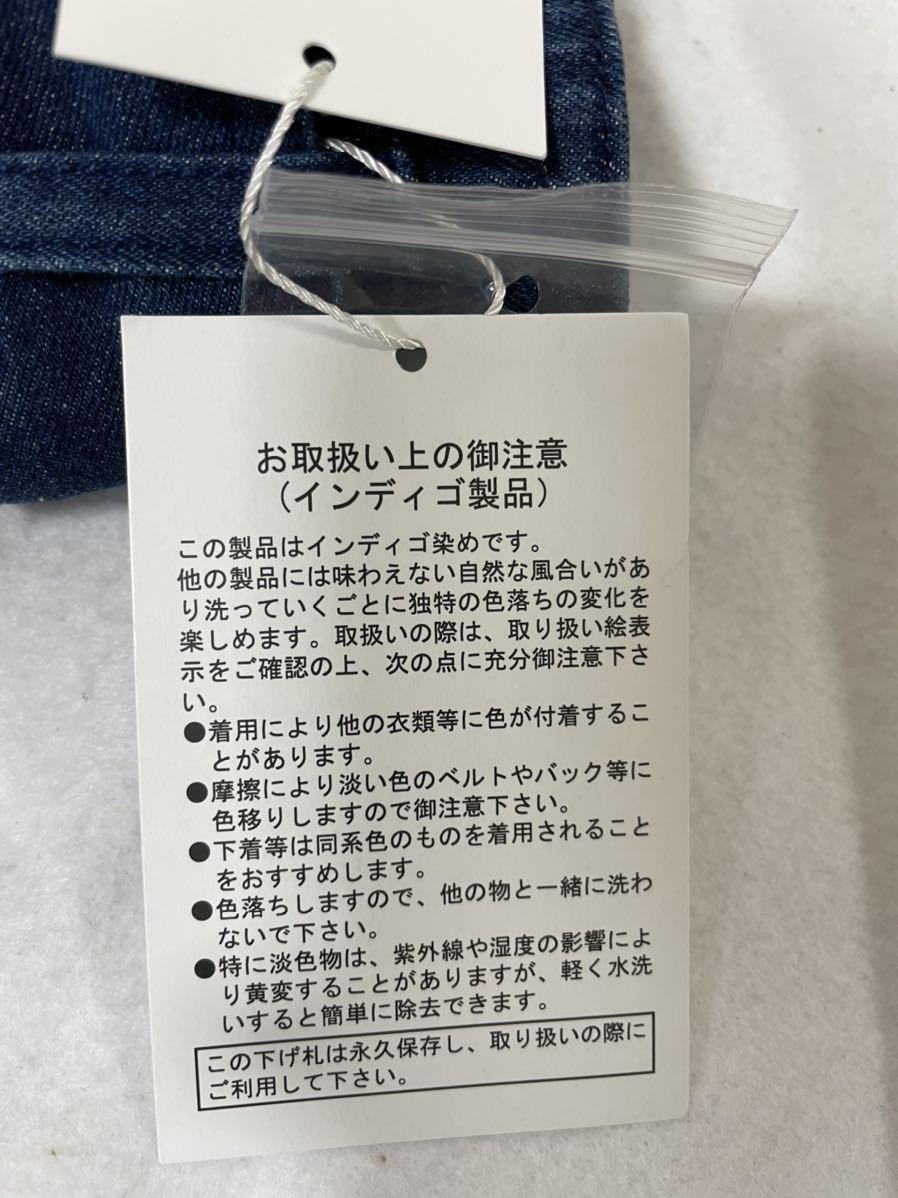 お取扱い上の御注意
（インディゴ製品）
この製品はインディゴ染めです。
他の製品には味わえない自然な風合いがあ
り洗っていくごとに独特の色落ちの変化を
楽しめます。取扱いの際は、取り扱い絵表
示をご確認の上、次の点に充分御注意下さ
い。
●着用により他の衣類等に色が付着するこ
とがあります。
●摩擦により淡い色のベルトやバック等に
色移りしますので御注意下さい。
●下着等は同系色のものを着用されること
をおすすめします。
●色落ちしますので、他の物と一緒に洗わ
ないで下さい。
●特に淡色物は、紫外線や湿度の影響によ
り黄変することがありますが、軽く水洗
いすると簡単に除去できます。
この下げ札は永久保存し、取り扱いの際に
ご利用して下さい。